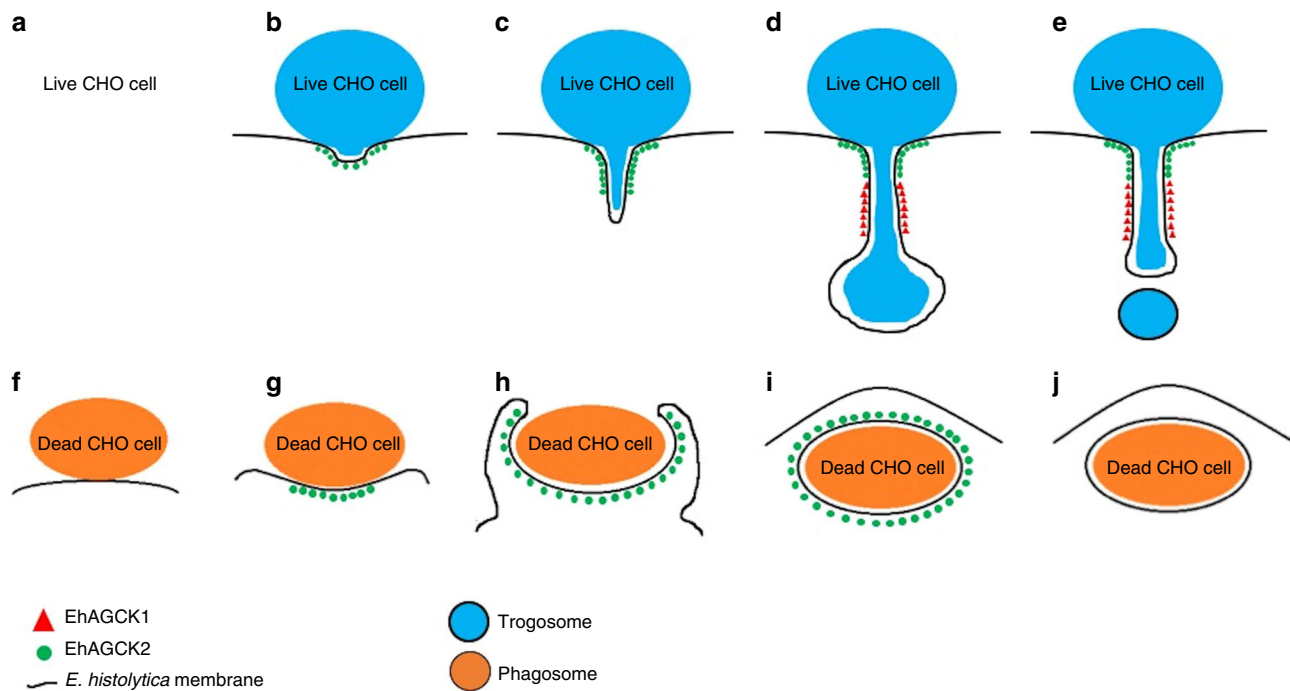 a
b
c
d
e
Live CHO cell
Live CHO cell
Live CHO cell
Live CHO cell
Live CHO cell
f
g
h
i
j
Dead CHO cell
Dead CHO cell
Dead CHO cell
Dead CHO cell
Dead CHO cell
EhAGCK1
EhAGCK2
E. histolytica membrane
Trogosome
Phagosome